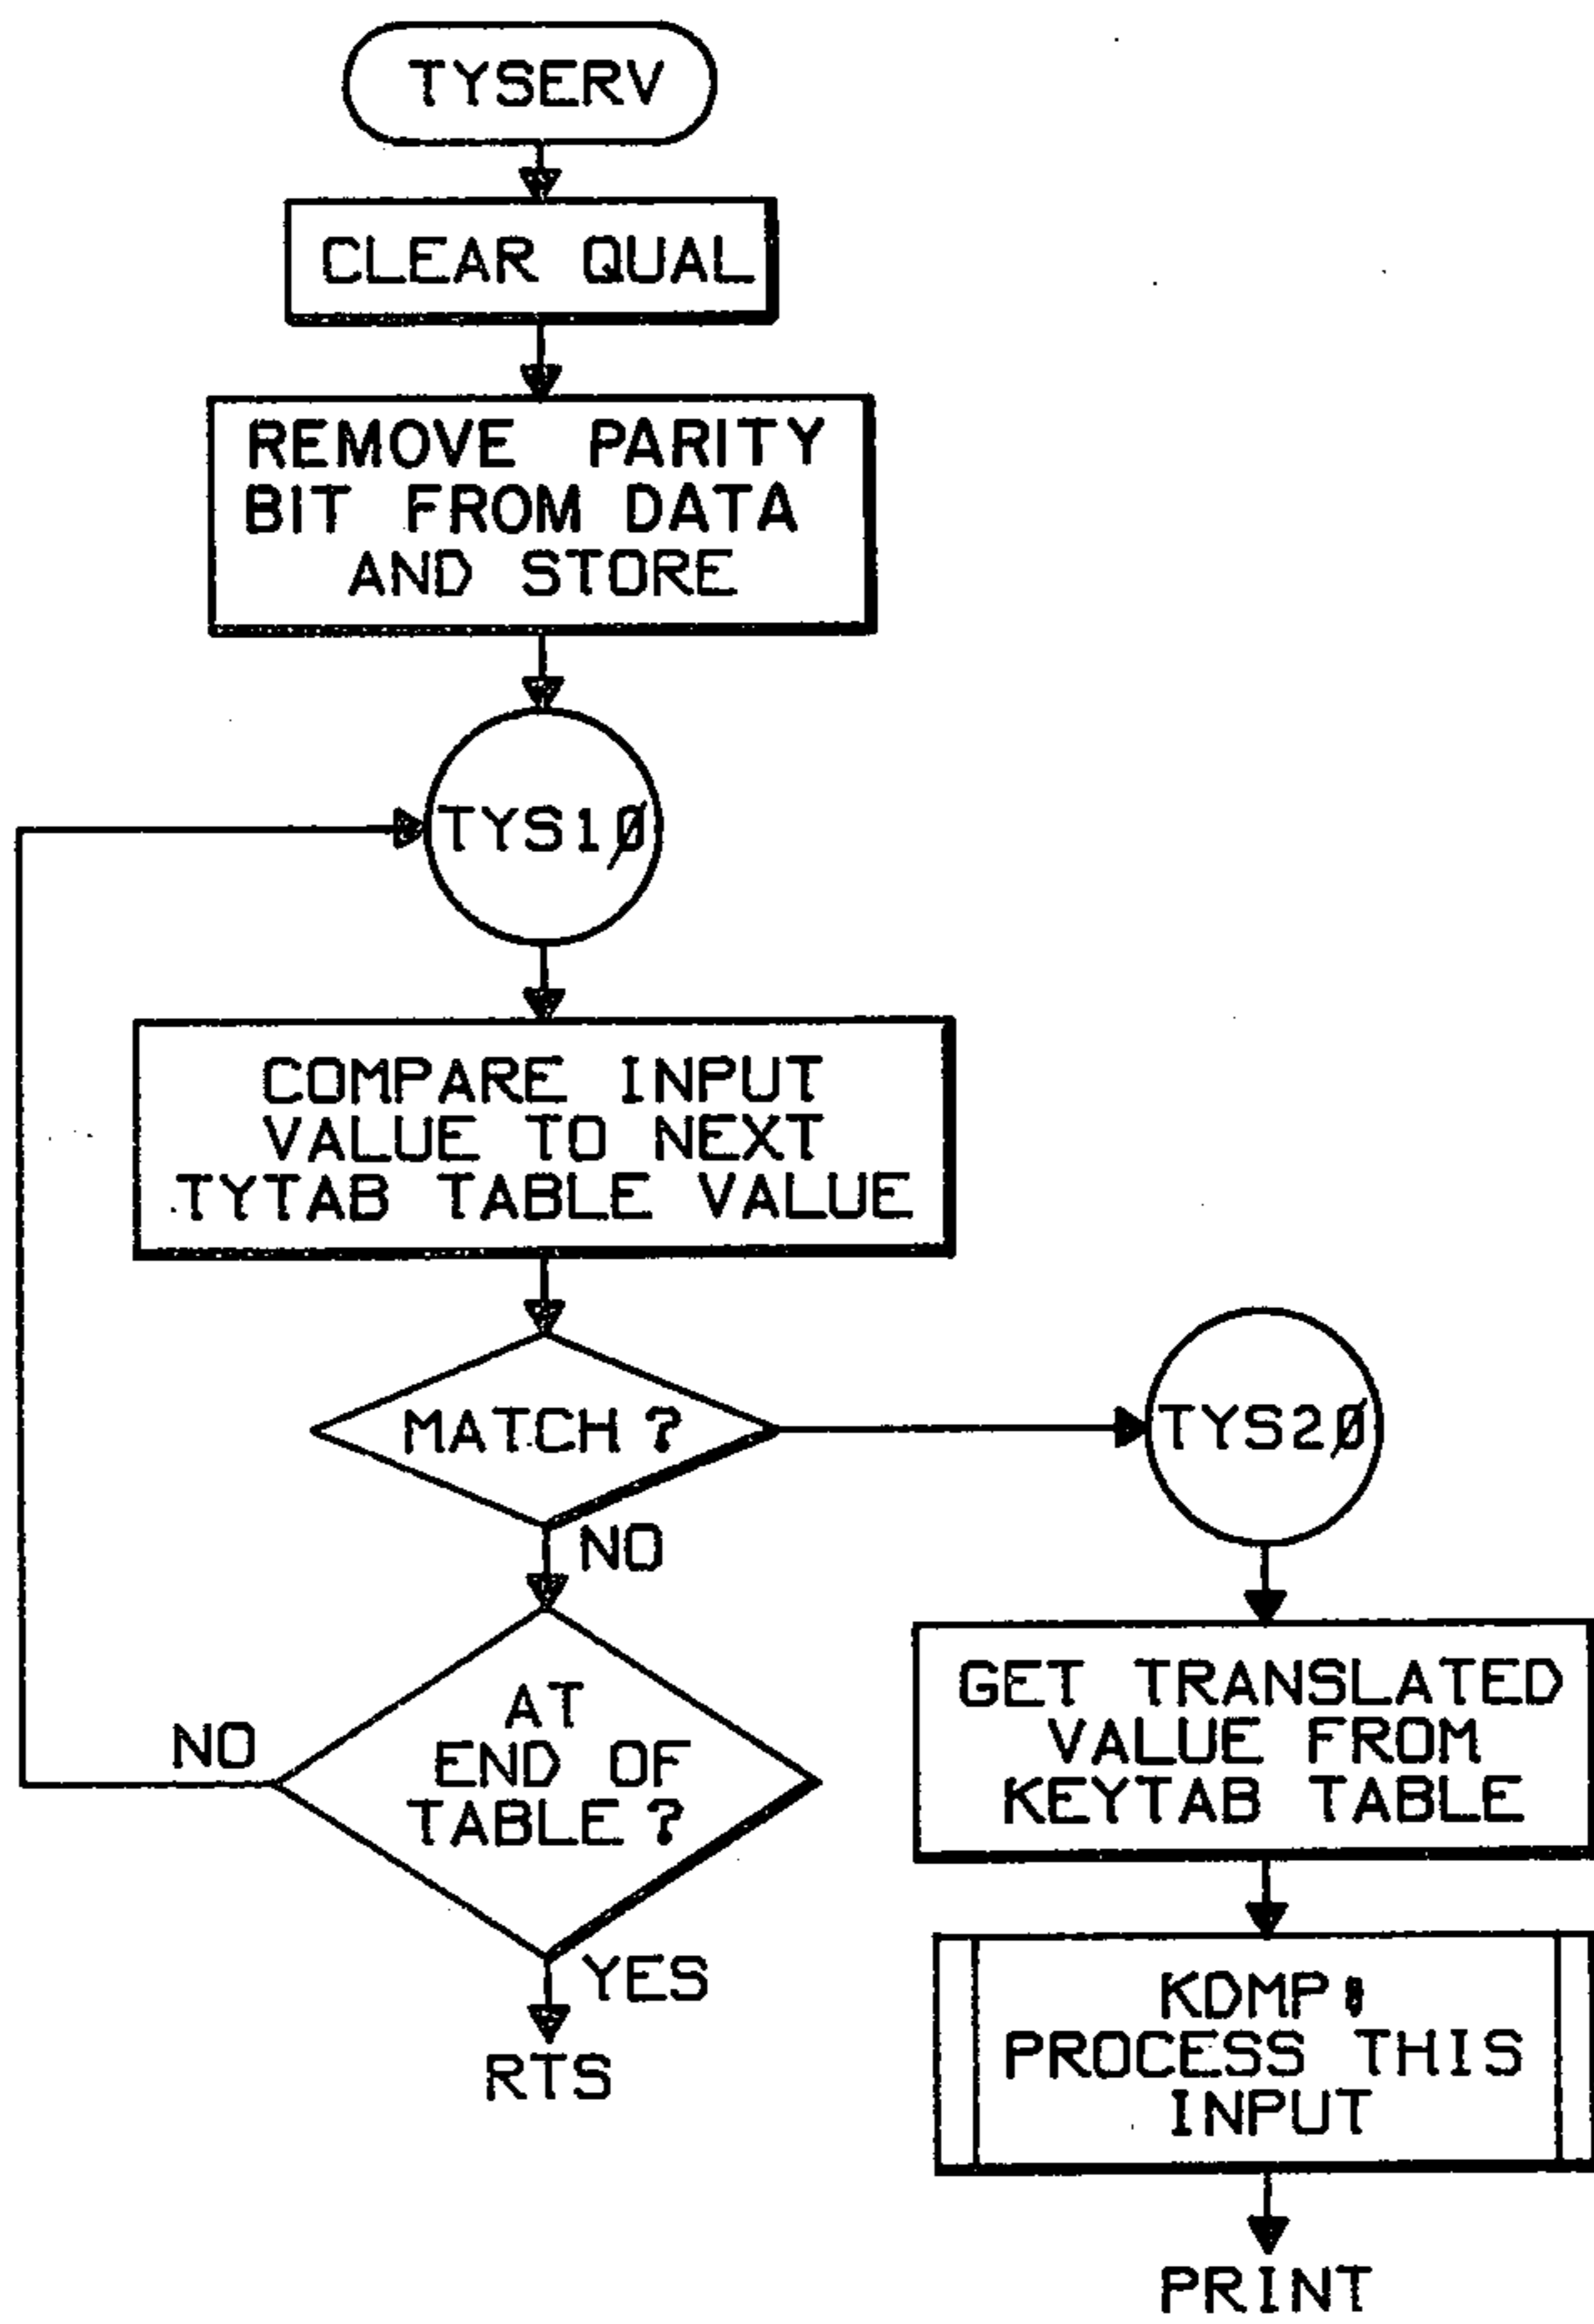 TYSERV
CLEAR QUAL
REMOVE PARITY
BIT FROM DATA
AND STORE
TYS10
COMPARE INPUT
VALUE TO NEXT
TYTAB TABLE VALUE
MATCH?
NO
TYS20
AT
END OF
TABLE?
NO
YES
RTS
GET TRANSLATED
VALUE FROM
KEYTAB TABLE
KDMP:
PROCESS THIS
INPUT
PRINT